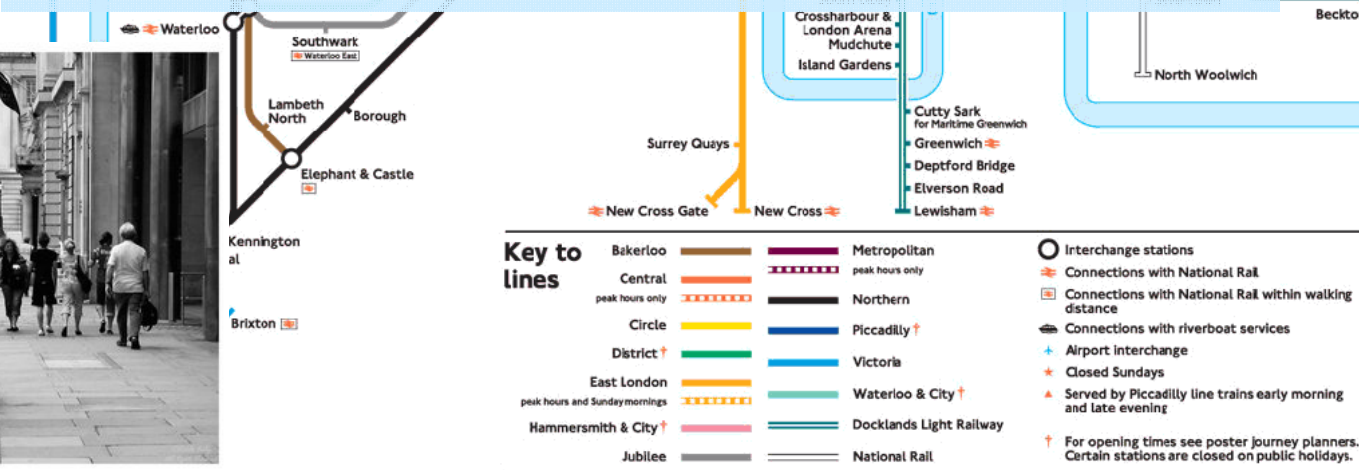 Waterloo
Southwark
Waterloo East
Lambeth
North
Borough
Elephant & Castle
Kennington
al
Brixton
Surrey Quays
New Cross Gate
New Cross
Crossharbour &
London Arena
Mudchute
Island Gardens
Cutty Sark
for Maritime Greenwich
Greenwich
Deptford Bridge
Elverson Road
Lewisham
North Woolwich
Beckto
Key to
lines
Bakerloo
Central
peak hours only
Circle
District †
East London
peak hours and Sunday mornings
Hammersmith & City †
Jubilee
Metropolitan
peak hours only
Northern
Piccadilly †
Victoria
Waterloo & City †
Docklands Light Railway
National Rail
Interchange stations
Connections with National Rail
Connections with National Rail within walking
distance
Connections with riverboat services
Airport interchange
Closed Sundays
Served by Piccadilly line trains early morning
and late evening
† For opening times see poster journey planners.
Certain stations are closed on public holidays.